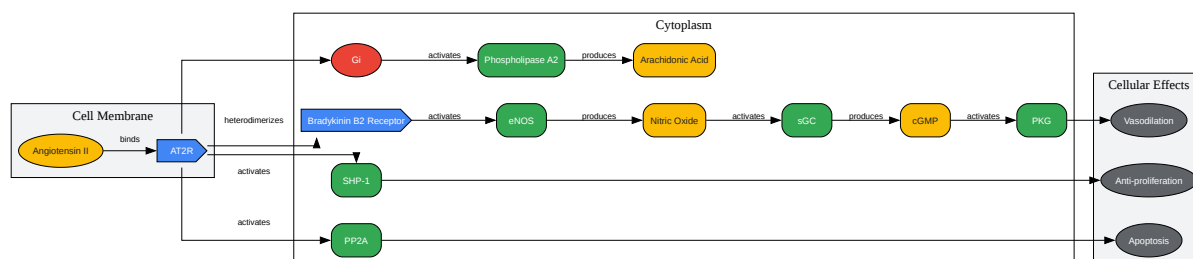 Cytoplasm
Gi
activates
Phospholipase A2
produces
Arachidonic Acid
Cellular Effects
Cell Membrane
heterodimerizes
Bradykinin B2 Receptor
activates
eNOS
produces
Nitric Oxide
activates
sGC
produces
cGMP
activates
PKG
Vasodilation
Angiotensin II
binds
AT2R
activates
SHP-1
Anti-proliferation
activates
PP2A
Apoptosis